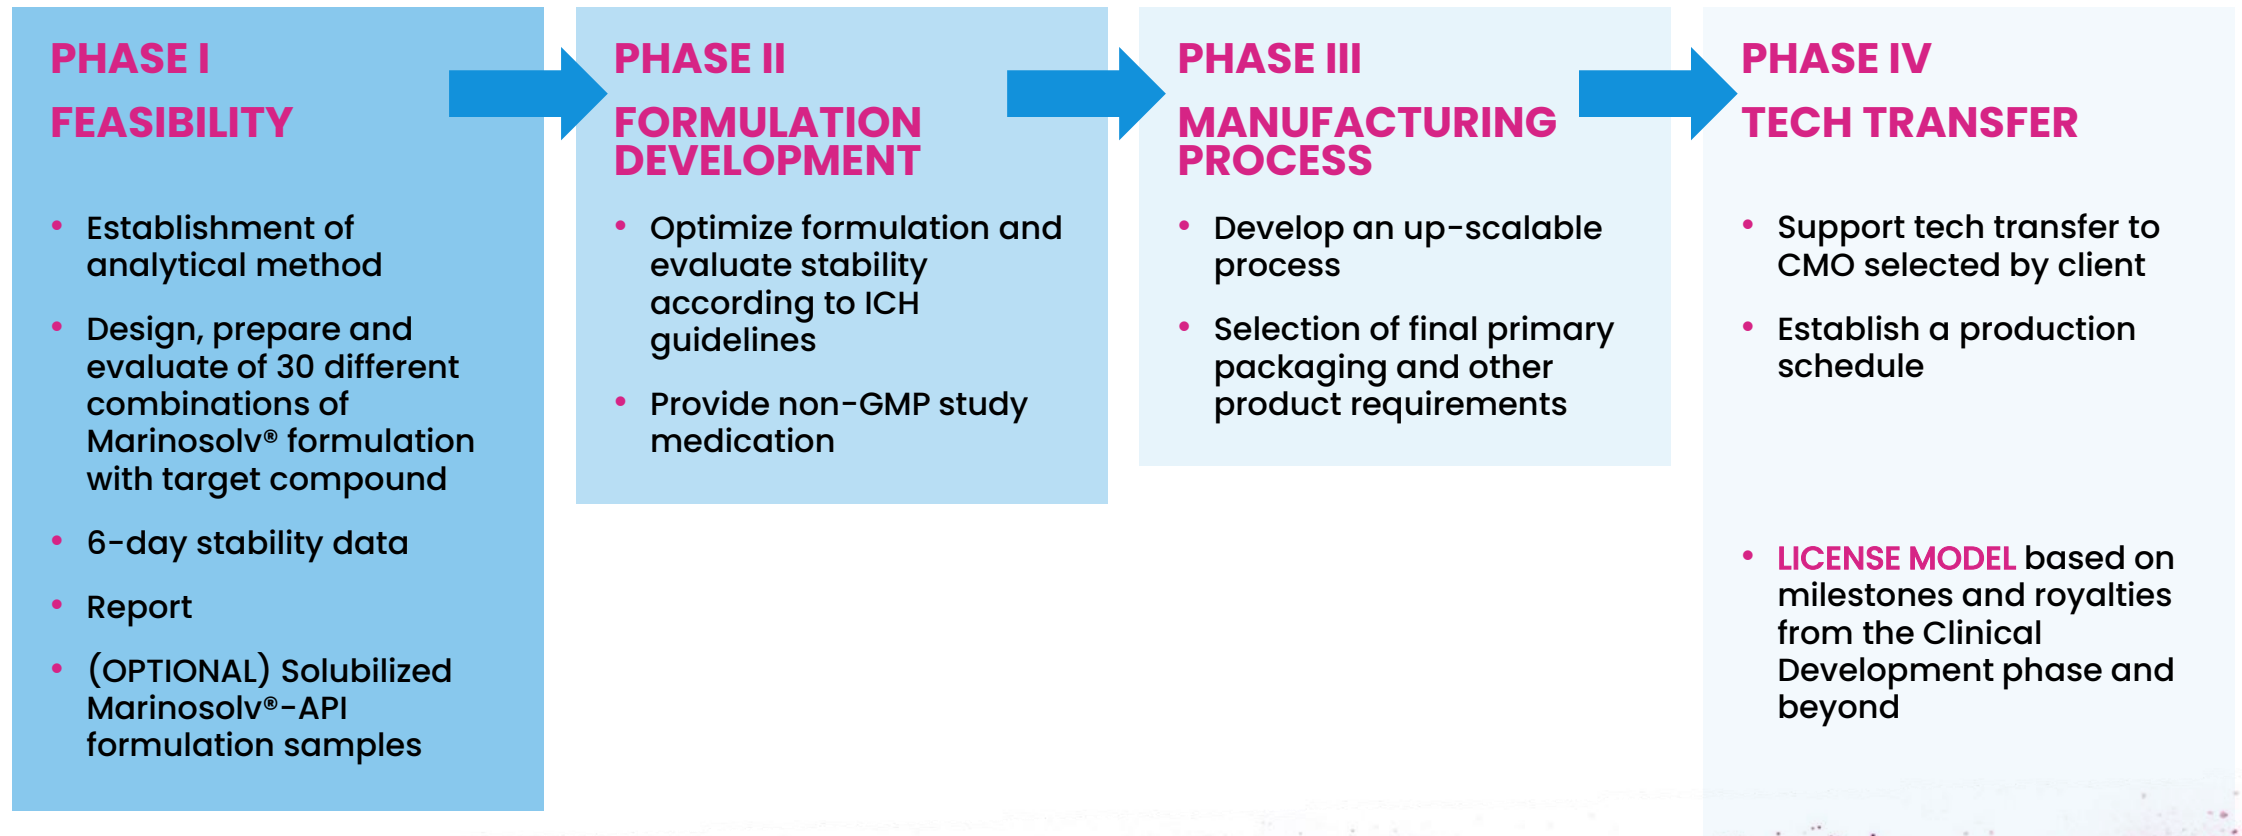 PHASE I
FEASIBILITY
• Establishment of
analytical method
• Design, prepare and
evaluate of 30 different
combinations of
Marinosolv® formulation
with target compound
• 6-day stability data
• Report
• (OPTIONAL) Solubilized
Marinosolv®-API
formulation samples
PHASE II
FORMULATION
DEVELOPMENT
• Optimize formulation and
evaluate stability
according to ICH
guidelines
• Provide non-GMP study
medication
PHASE III
MANUFACTURING
PROCESS
• Develop an up-scalable
process
• Selection of final primary
packaging and other
product requirements
PHASE IV
TECH TRANSFER
• Support tech transfer to
CMO selected by client
• Establish a production
schedule
• LICENSE MODEL based on
milestones and royalties
from the Clinical
Development phase and
beyond